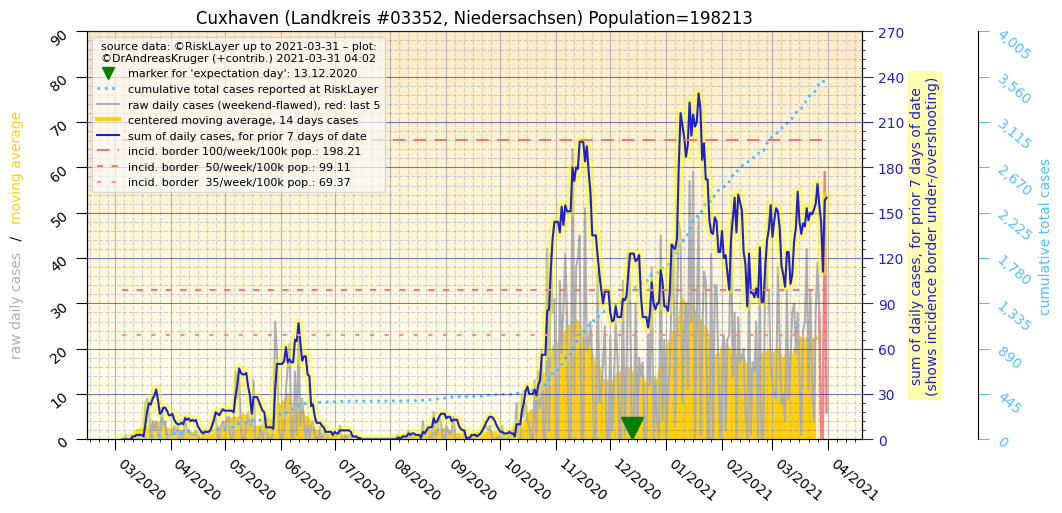 Cuxhaven (Landkreis #03352, Niedersachsen) Population=198213
source data: ©RiskLayer up to 2021-03-31 – plot:
©DrAndreasKruger (+contrib.) 2021-03-31 04:02
marker for 'expectation day': 13.12.2020
cumulative total cases reported at RiskLayer
raw daily cases (weekend-flawed), red: last 5
centered moving average, 14 days cases
sum of daily cases, for prior 7 days of date
incid. border 100/week/100k pop.: 198.21
incid. border  50/week/100k pop.: 99.11
incid. border  35/week/100k pop.: 69.37
raw daily cases  /  moving average
90
80
70
60
50
40
30
20
10
0
03/2020
04/2020
05/2020
06/2020
07/2020
08/2020
09/2020
10/2020
11/2020
12/2020
01/2021
02/2021
03/2021
04/2021
270
240
210
180
150
120
90
60
30
0
sum of daily cases, for prior 7 days of date
(shows incidence border under-/overshooting)
4,005
3,560
3,115
2,670
2,225
1,780
1,335
890
445
0
cumulative total cases